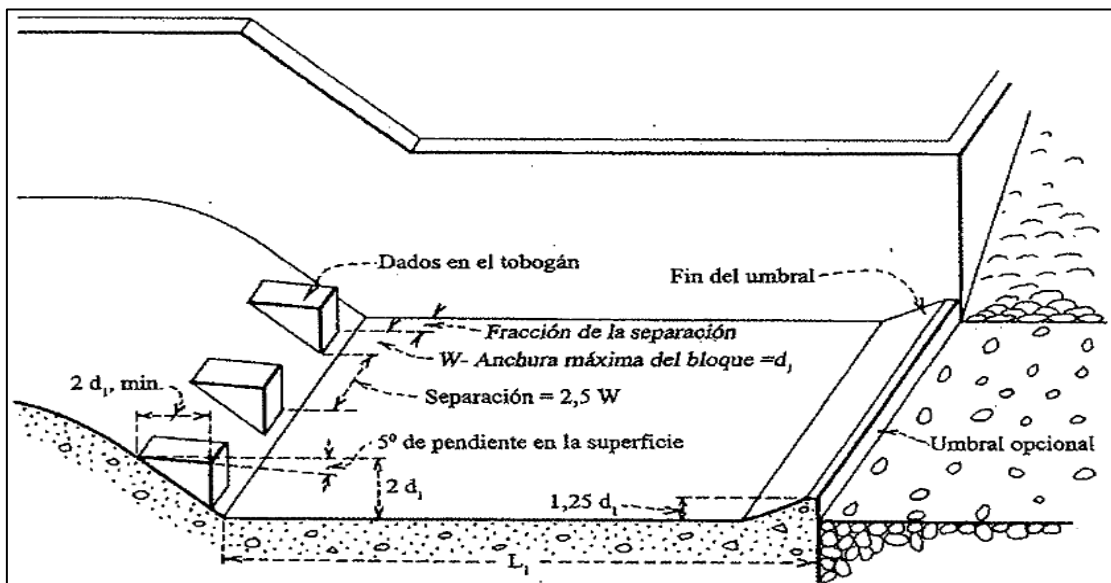 Dados en el tobogán
Fin del umbral
Fracción de la separación
W- Anchura máxima del bloque =d₁
2 d₁, min.
Separación = 2,5 W
5º de pendiente en la superficie
Umbral opcional
2 d₁
1,25 d₁
L₁